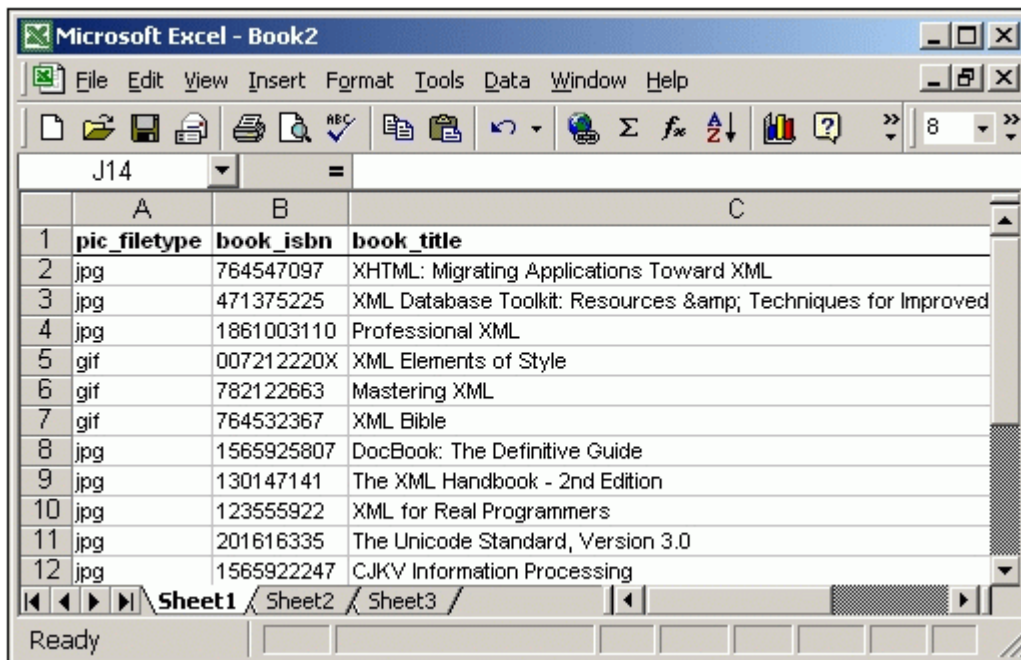 Microsoft Excel - Book2
File Edit View Insert Format Tools Data Window Help
ABC Σ fx A Z ? » 8 »
J14 =
A B C
1 pic_filetype book_isbn book_title
2 jpg 764547097 XHTML: Migrating Applications Toward XML
3 jpg 471375225 XML Database Toolkit: Resources &amp; Techniques for Improved
4 jpg 1861003110 Professional XML
5 gif 007212220X XML Elements of Style
6 gif 782122663 Mastering XML
7 gif 764532367 XML Bible
8 jpg 1565925807 DocBook: The Definitive Guide
9 jpg 130147141 The XML Handbook - 2nd Edition
10 jpg 123555922 XML for Real Programmers
11 jpg 201616335 The Unicode Standard, Version 3.0
12 jpg 1565922247 CJKV Information Processing
Sheet1 Sheet2 Sheet3
Ready